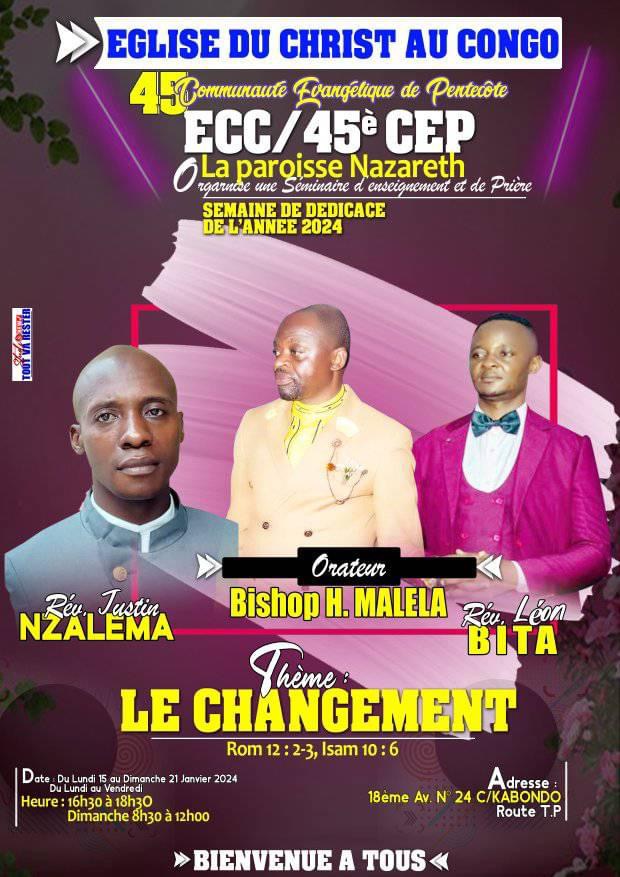 EGLISE DU CHRIST AU CONGO
45 Communauté Evangélique de Pentecôte
ECC/45è CEP
La paroisse Nazareth
Organise une Séminaire d'enseignement et de Prière
SEMAINE DE DEDICACE
DE L'ANNEE 2024
TOUT VA RESTER
Orateur
Rév. Justin
NZALEMA
Bishop H. MALELA
Rév. Léon
BITA
Thème :
LE CHANGEMENT
Rom 12 : 2-3, Isam 10 : 6
Date : Du Lundi 15 au Dimanche 21 Janvier 2024
Du Lundi au Vendredi
Heure : 16h30 à 18h30
Dimanche 8h30 à 12h00
Adresse :
18ème Av. N° 24 C/KABONDO
Route T.P
BIENVENUE A TOUS